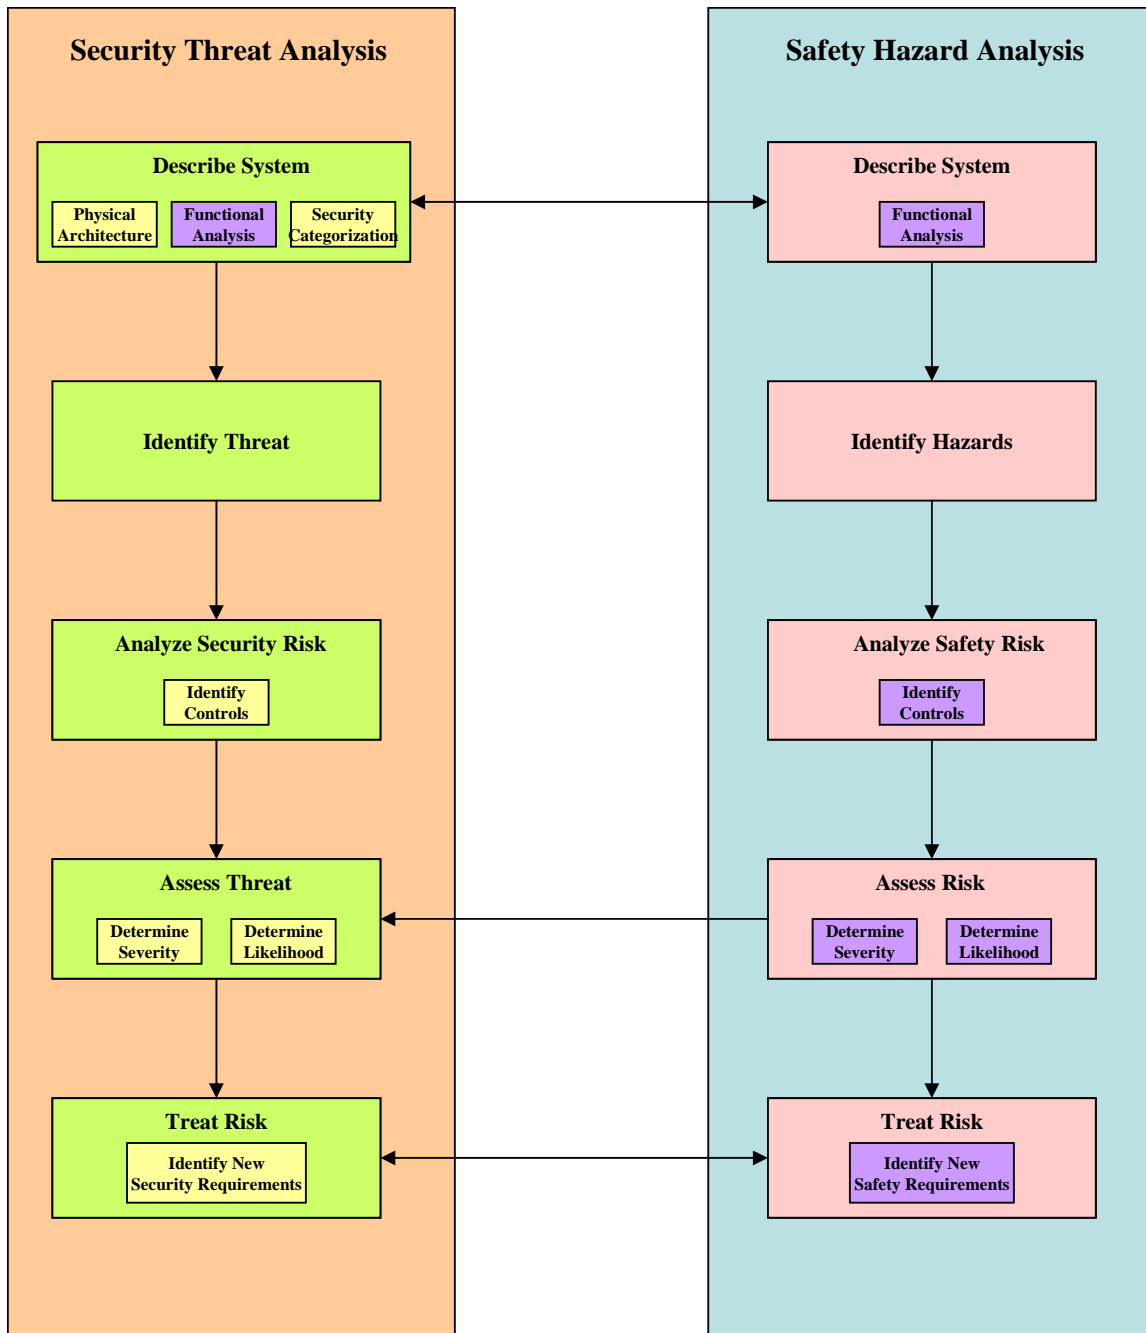 Security Threat Analysis
Describe System
Physical
Architecture
Functional
Analysis
Security
Categorization
Identify Threat
Analyze Security Risk
Identify
Controls
Assess Threat
Determine
Severity
Determine
Likelihood
Treat Risk
Identify New
Security Requirements
Safety Hazard Analysis
Describe System
Functional
Analysis
Identify Hazards
Analyze Safety Risk
Identify
Controls
Assess Risk
Determine
Severity
Determine
Likelihood
Treat Risk
Identify New
Safety Requirements